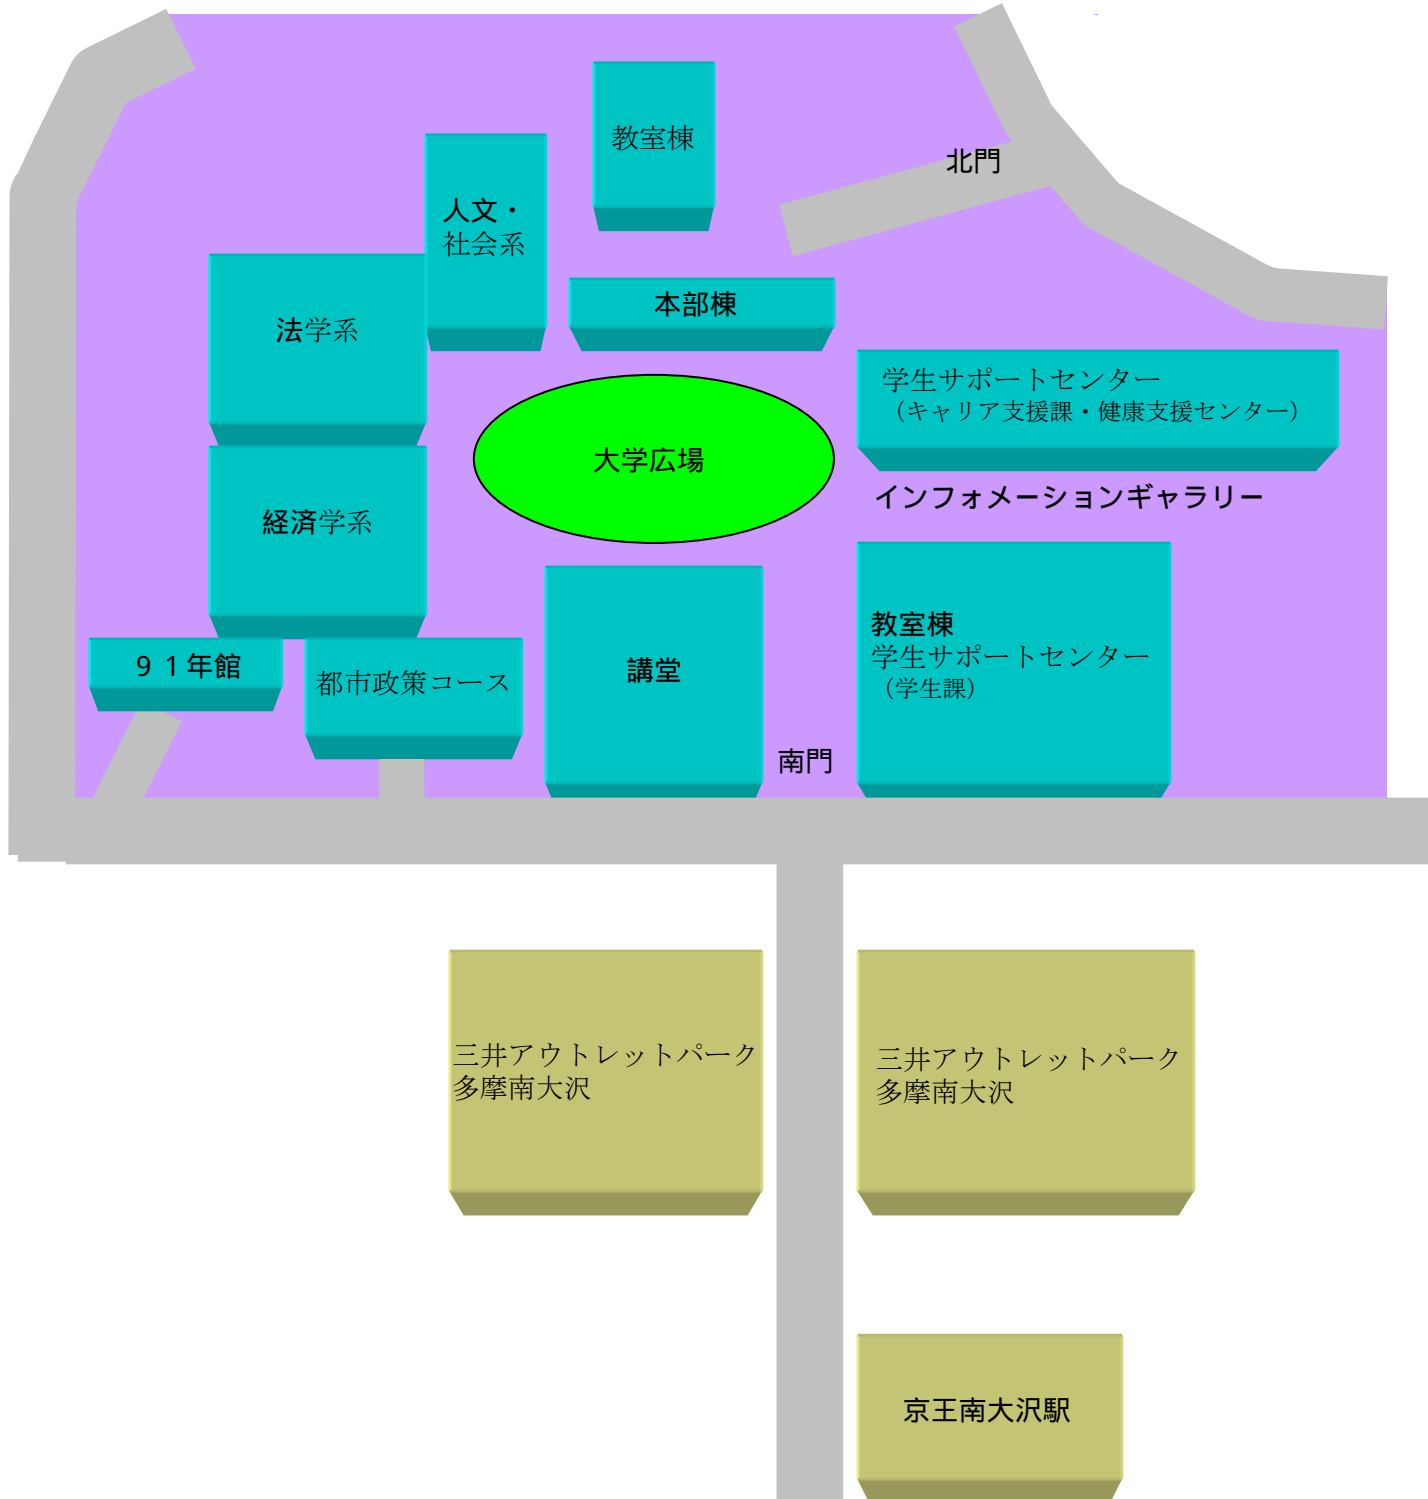 教室棟
北門
人文・
社会系
本部棟
法学系
学生サポートセンター
（キャリア支援課・健康支援センター）
大学広場
インフォメーションギャラリー
経済学系
教室棟
学生サポートセンター
（学生課）
９１年館
都市政策コース
講堂
南門
三井アウトレットパーク
多摩南大沢
三井アウトレットパーク
多摩南大沢
京王南大沢駅